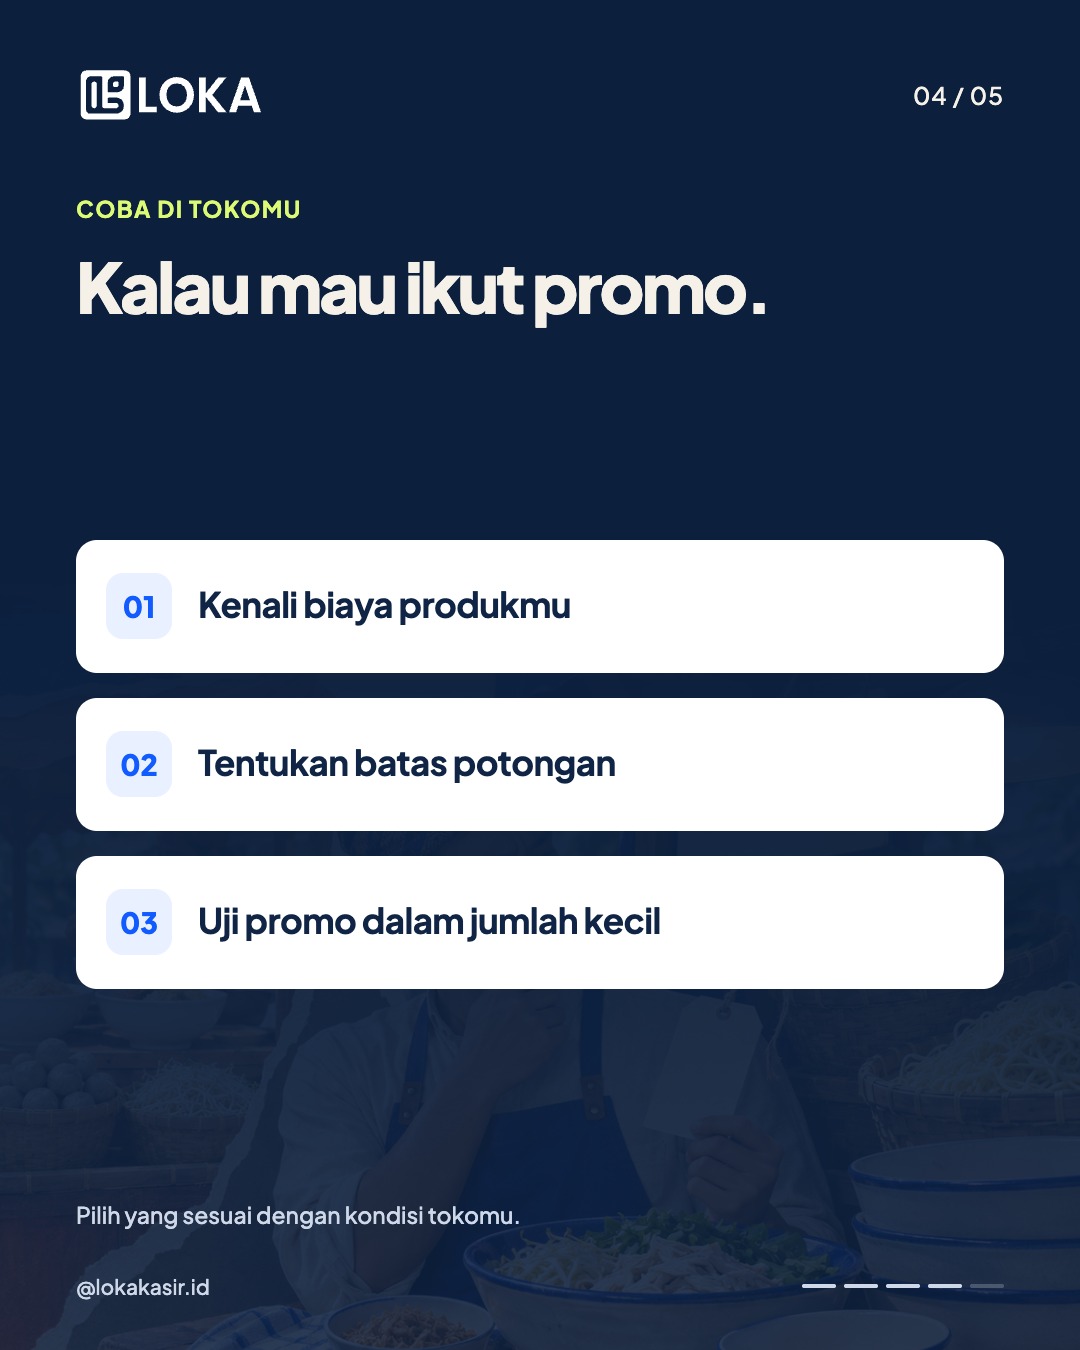 LOKA
04 / 05
COBA DI TOKOMU
Kalau mau ikut promo.
01 Kenali biaya produkmu
02 Tentukan batas potongan
03 Uji promo dalam jumlah kecil
Pilih yang sesuai dengan kondisi tokomu.
@lokakasir.id